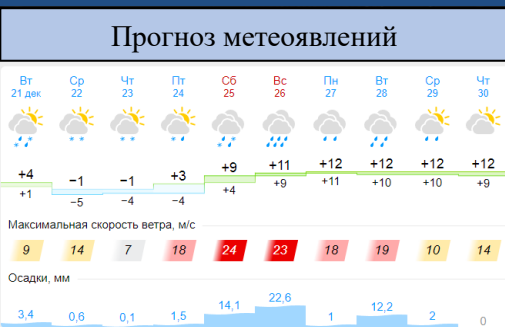 Прогноз метеоявлений
Вт Ср Чт Пт Сб Вс Пн Вт Ср Чт
21 дек 22 23 24 25 26 27 28 29 30
+4 −1 −1 +3 +9 +11 +12 +12 +12 +12
+1 −5 −4 −4 +4 +9 +11 +10 +10 +9
Максимальная скорость ветра, м/с
9 14 7 18 24 23 18 19 10 14
Осадки, мм
3,4 0,6 0,1 1,5 14,1 22,6 1 12,2 2 0